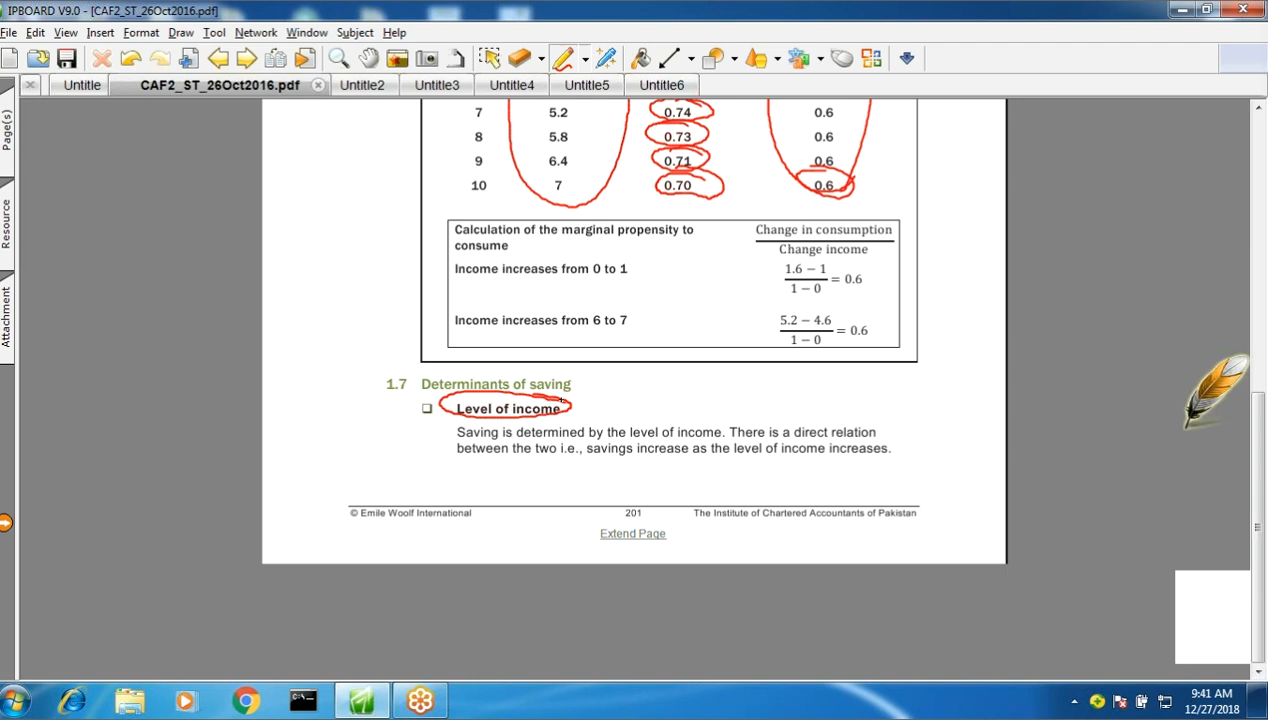 IPBOARD V9.0 - [CAF2_ST_26Oct2016.pdf]
File Edit View Insert Format Draw Tool Network Window Subject Help
Untitle CAF2_ST_26Oct2016.pdf Untitle2 Untitle3 Untitle4 Untitle5 Untitle6
Page(s)
Resource
Attachment
7 5.2 0.74 0.6
8 5.8 0.73 0.6
9 6.4 0.71 0.6
10 7 0.70 0.6
Calculation of the marginal propensity to consume
Change in consumption
Change income
Income increases from 0 to 1
1.6 − 1
1 − 0
= 0.6
Income increases from 6 to 7
5.2 − 4.6
1 − 0
= 0.6
1.7 Determinants of saving
Level of income
Saving is determined by the level of income. There is a direct relation
between the two i.e., savings increase as the level of income increases.
© Emile Woolf International 201 The Institute of Chartered Accountants of Pakistan
Extend Page
9:41 AM
12/27/2018